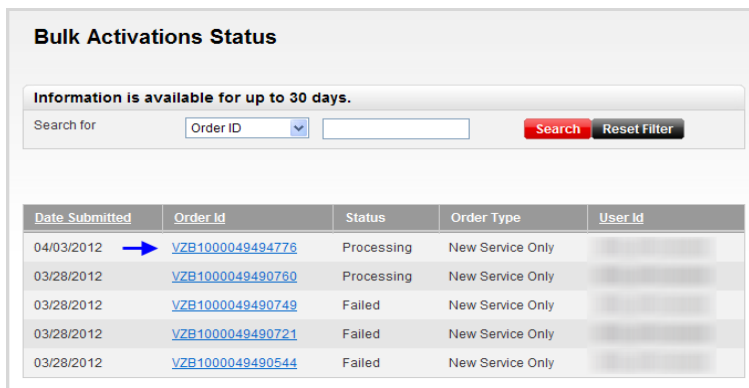 Bulk Activations Status
Information is available for up to 30 days.
Search for Order ID Search Reset Filter
Date Submitted Order Id Status Order Type User Id
04/03/2012 VZB1000049494776 Processing New Service Only
03/28/2012 VZB1000049490760 Processing New Service Only
03/28/2012 VZB1000049490749 Failed New Service Only
03/28/2012 VZB1000049490721 Failed New Service Only
03/28/2012 VZB1000049490544 Failed New Service Only